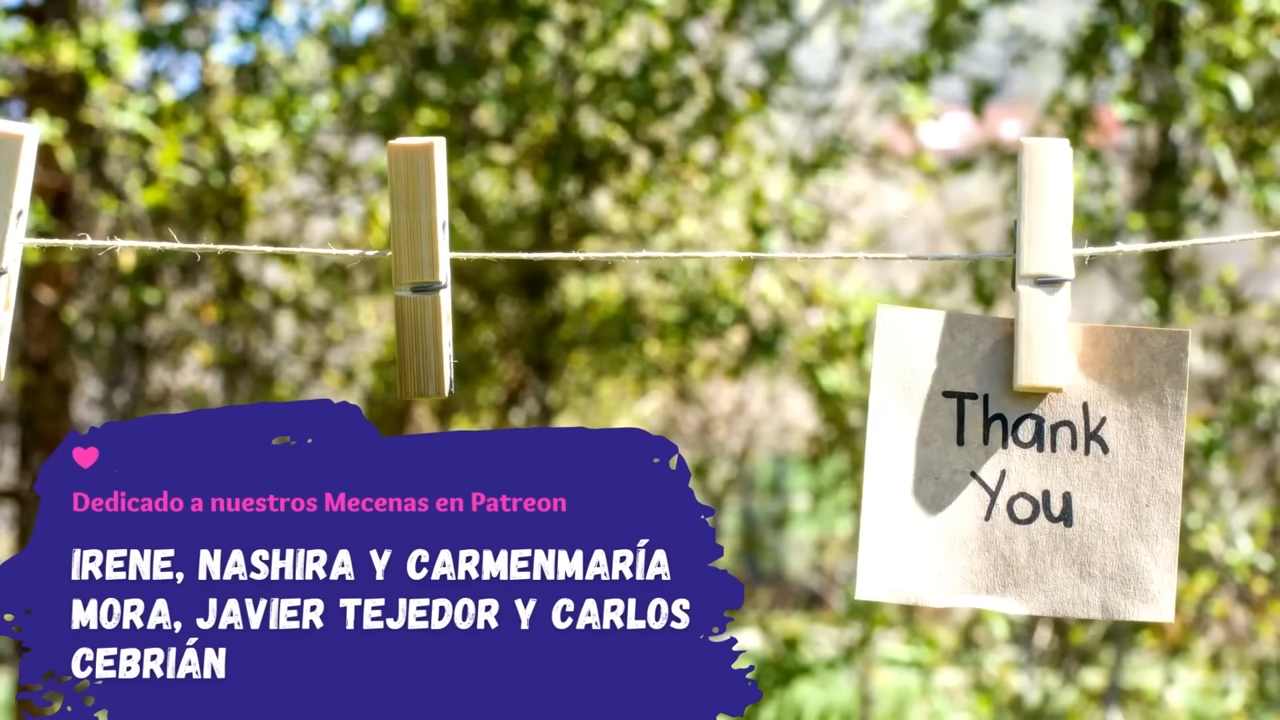 Thank
You
Dedicado a nuestros Mecenas en Patreon
IRENE, NASHIRA Y CARMENMARÍA
MORA, JAVIER TEJEDOR Y CARLOS
CEBRIÁN